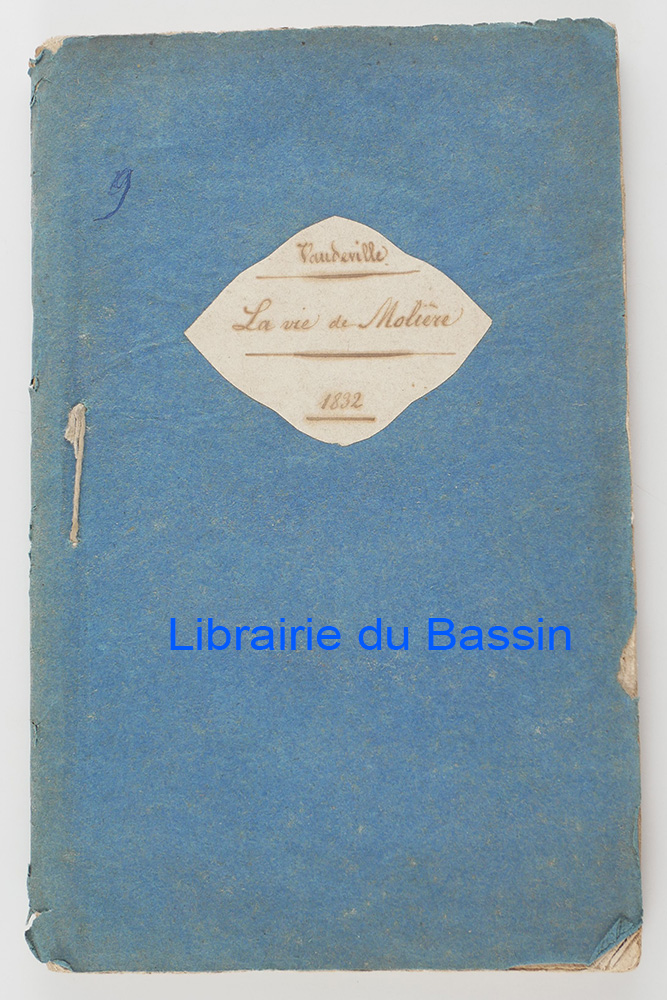 9
Vaudeville
La vie de Molière
1832
Librairie du Bassin